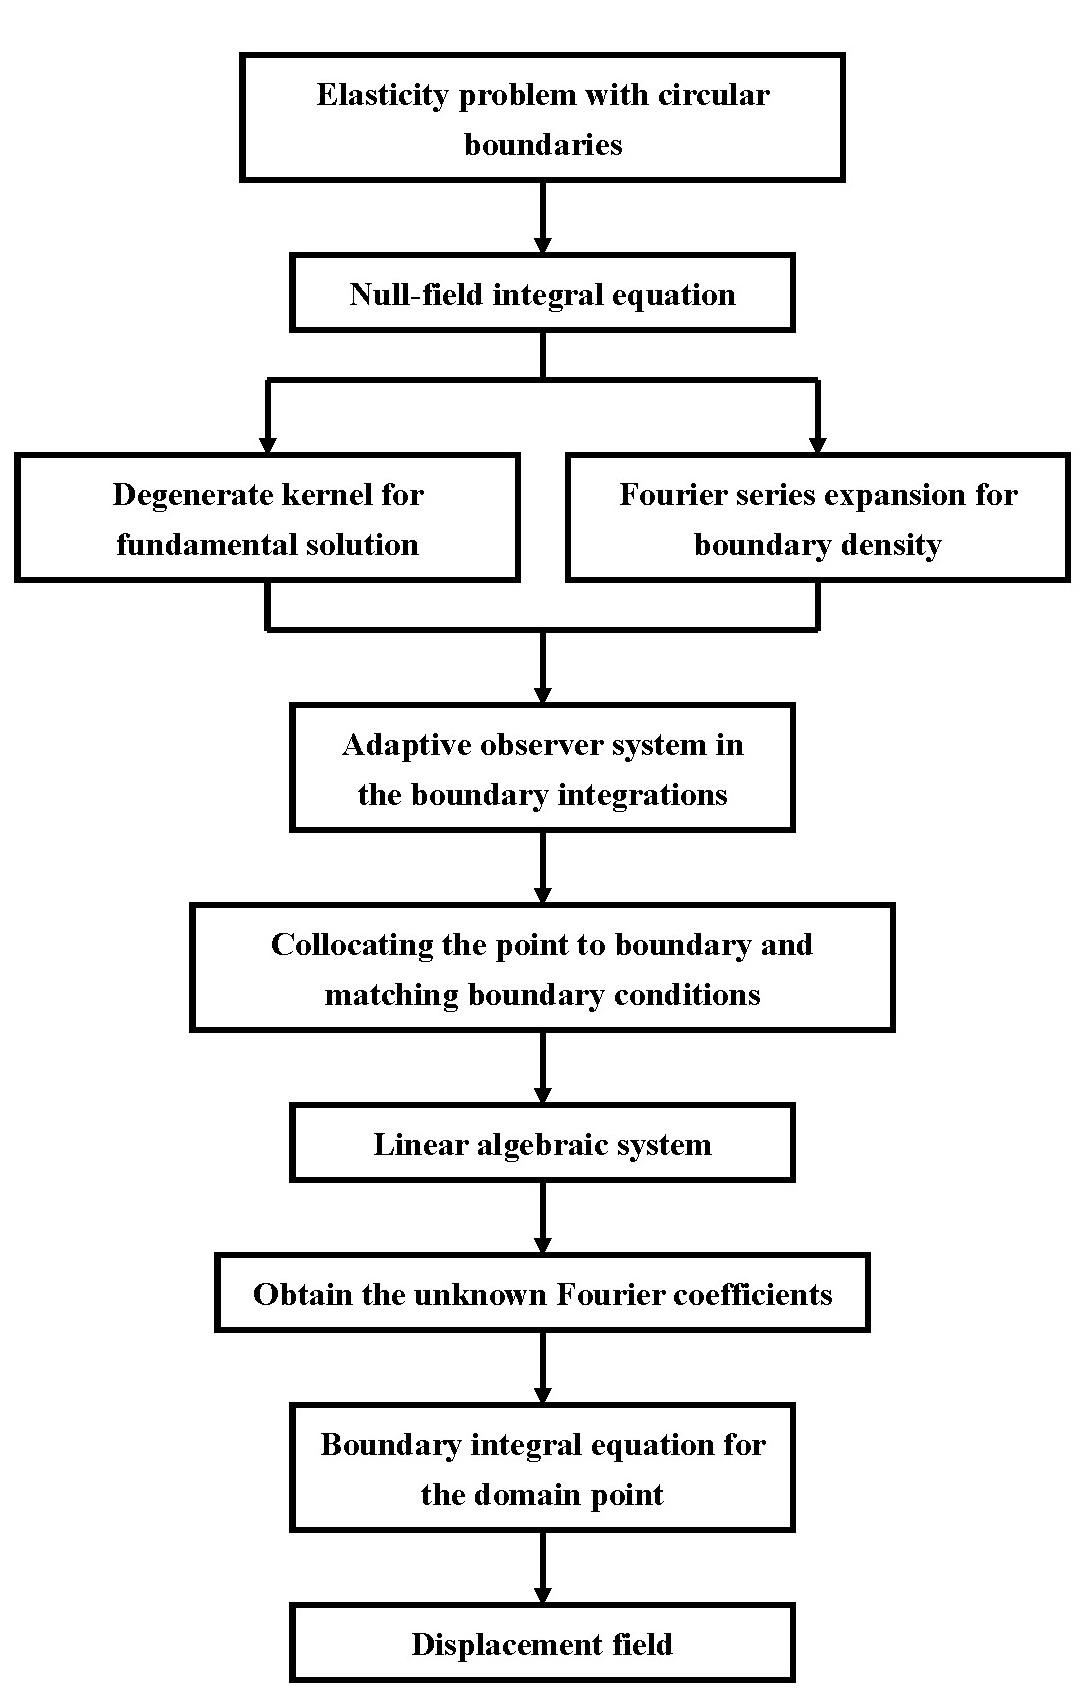 Elasticity problem with circular
boundaries
Null-field integral equation
Degenerate kernel for
fundamental solution
Fourier series expansion for
boundary density
Adaptive observer system in
the boundary integrations
Collocating the point to boundary and
matching boundary conditions
Linear algebraic system
Obtain the unknown Fourier coefficients
Boundary integral equation for
the domain point
Displacement field